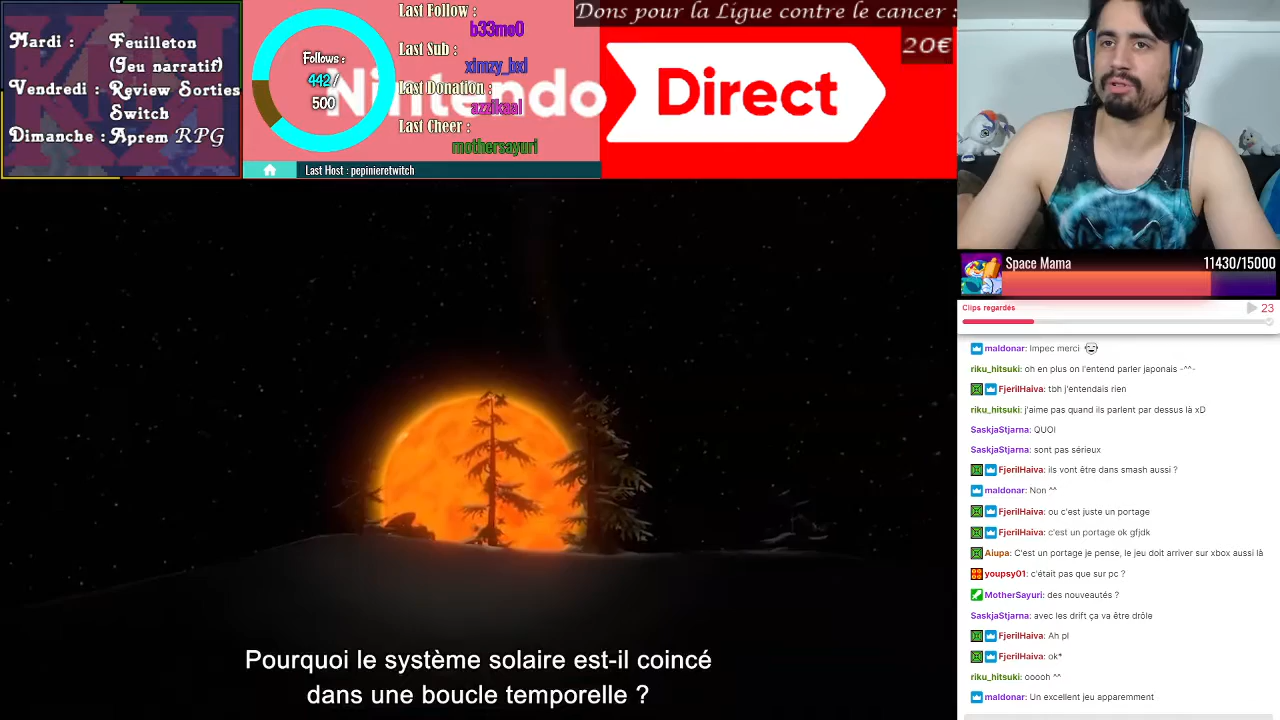 Mardi : Feuilleton
(Jeu narratif)
Vendredi : Review Sorties
Switch
Dimanche : Aprem RPG
Follows :
442 /
500
Last Follow :
b33mo0
Last Sub :
xlmzy_bxl
Last Donation :
azzikaal
Last Cheer :
mothersayuri
Last Host : pepinieretwitch
Nintendo
Direct
Dons pour la Ligue contre le cancer :
20€
Space Mama 11430/15000
Clips regardés 23
maldonar: Impec merci
riku_hitsuki: oh en plus on l'entend parler japonais -^^-
FjerilHaiva: tbh j'entendais rien
riku_hitsuki: j'aime pas quand ils parlent par dessus là xD
SaskjaStjarna: QUOI
SaskjaStjarna: sont pas sérieux
FjerilHaiva: ils vont être dans smash aussi ?
maldonar: Non ^^
FjerilHaiva: ou c'est juste un portage
FjerilHaiva: c'est un portage ok gfjdk
Aiupa: C'est un portage je pense, le jeu doit arriver sur xbox aussi là
youpsy01: c'était pas que sur pc ?
MotherSayuri: des nouveautés ?
SaskjaStjarna: avec les drift ça va être drôle
FjerilHaiva: Ah pl
FjerilHaiva: ok*
riku_hitsuki: ooooh ^^
maldonar: Un excellent jeu apparemment
Pourquoi le système solaire est-il coincé
dans une boucle temporelle ?